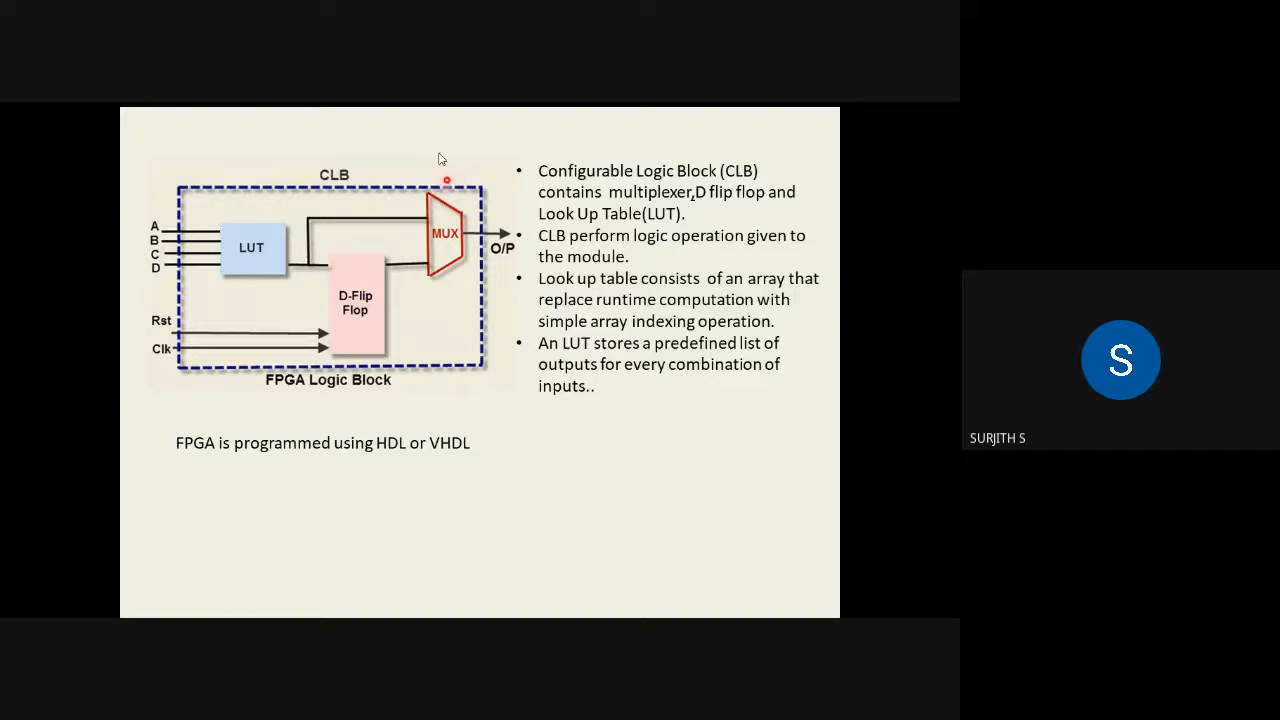 CLB
A
B
C
D
LUT
MUX
O/P
D-Flip
Flop
Rst
Clk
FPGA Logic Block
• Configurable Logic Block (CLB)
contains multiplexer,D flip flop and
Look Up Table(LUT).
• CLB perform logic operation given to
the module.
• Look up table consists of an array that
replace runtime computation with
simple array indexing operation.
• An LUT stores a predefined list of
outputs for every combination of
inputs..
FPGA is programmed using HDL or VHDL
S
SURJITH S